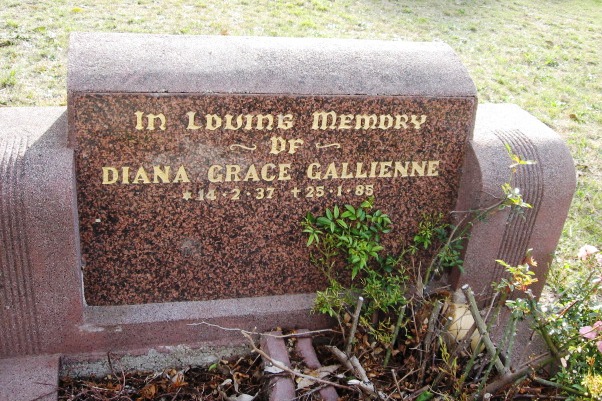 In Loving Memory
~ OF ~
DIANA GRACE GALLIENNE
* 14 · 2 · 37 † 25 · 1 · 85